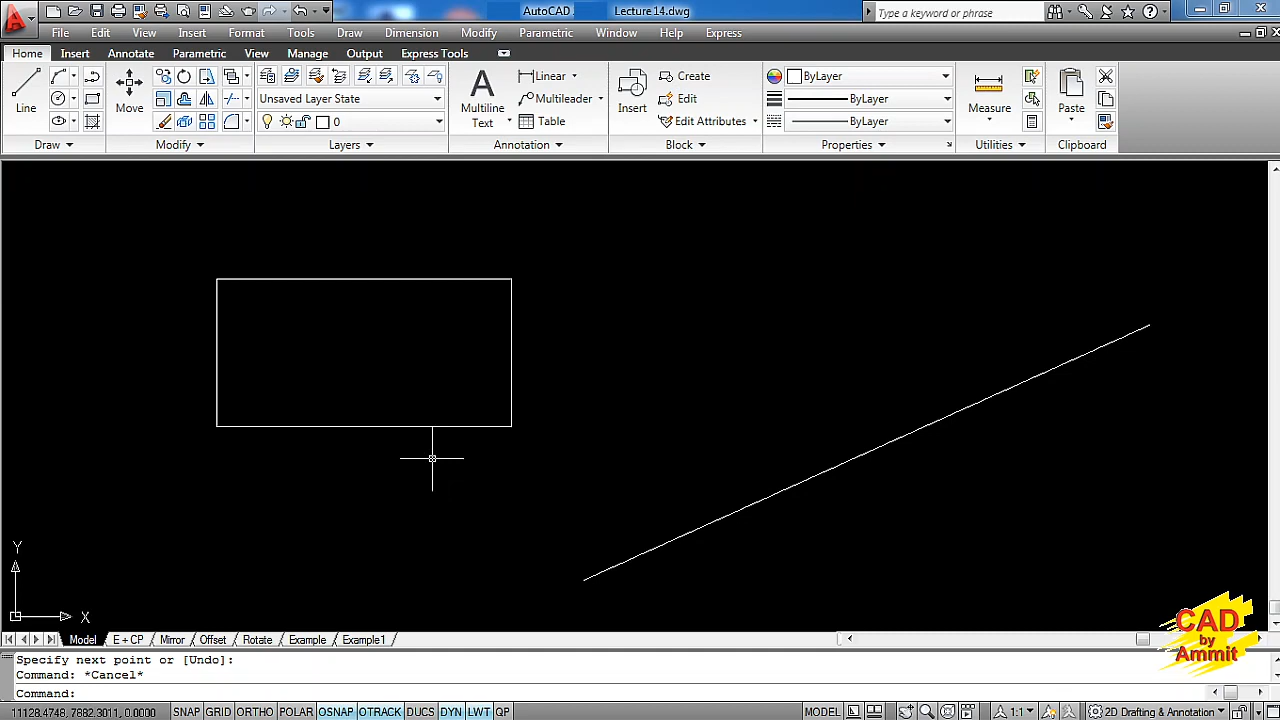 AutoCAD Lecture 14.dwg
Type a keyword or phrase
File Edit View Insert Format Tools Draw Dimension Modify Parametric Window Help Express
Home Insert Annotate Parametric View Manage Output Express Tools
Line
Move
Unsaved Layer State
0
Multiline
Text
Linear
Multileader
Table
Insert
Create
Edit
Edit Attributes
ByLayer
ByLayer
ByLayer
Measure
Paste
Draw Modify Layers Annotation Block Properties Utilities Clipboard
Y
X
CAD
by
Ammit
Model E + CP Mirror Offset Rotate Example Example1
Specify next point or [Undo]:
Command: *Cancel*
Command:
11128.4748, 7882.3011, 0.0000 SNAP GRID ORTHO POLAR OSNAP OTRACK DUCS DYN LWT QP MODEL 1:1 2D Drafting & Annotation